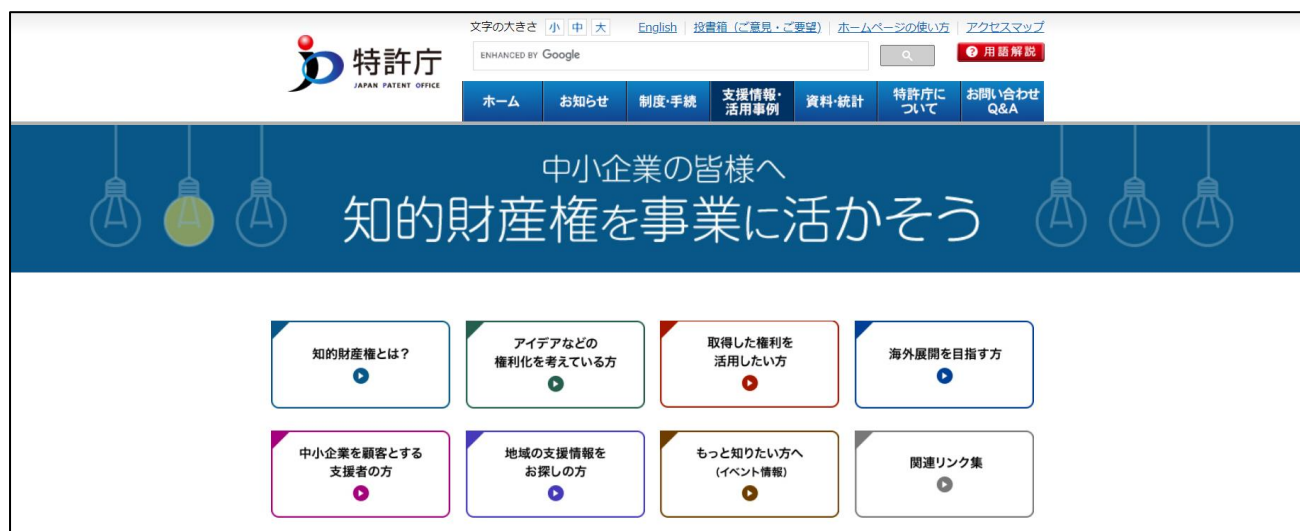 文字の大きさ 小 中 大 English 投書箱（ご意見・ご要望） ホームページの使い方 アクセスマップ
特許庁
JAPAN PATENT OFFICE
ENHANCED BY Google
? 用語解説
ホーム
お知らせ
制度・手続
支援情報・
活用事例
資料・統計
特許庁に
ついて
お問い合わせ
Q&A
中小企業の皆様へ
知的財産権を事業に活かそう
知的財産権とは？
アイデアなどの
権利化を考えている方
取得した権利を
活用したい方
海外展開を目指す方
中小企業を顧客とする
支援者の方
地域の支援情報を
お探しの方
もっと知りたい方へ
(イベント情報)
関連リンク集